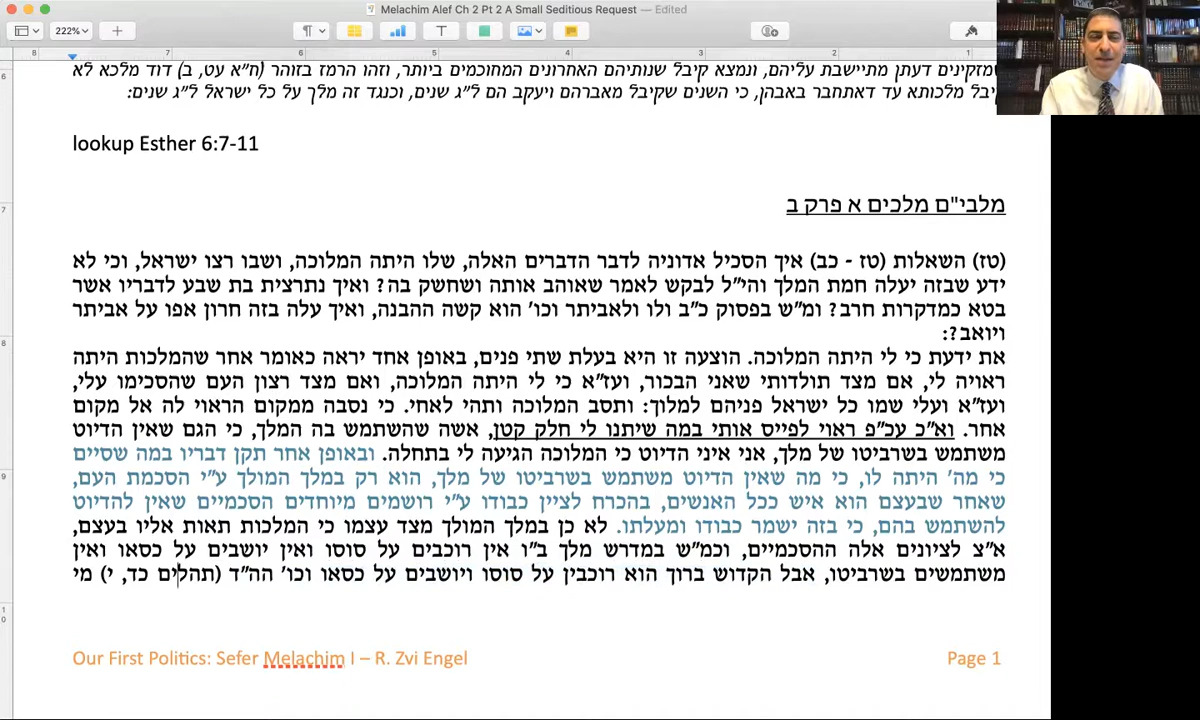 Melachim Alef Ch 2 Pt 2 A Small Seditious Request — Edited
222%
8 7 6 5 4 3 2 1
שמזקינים דעתן מתיישבת עליהם, ונמצא קיבל שנותיהם האחרונים המחוכמים ביותר, וזהו הרמז בזוהר (ח"א עט, ב) דוד מלכא לא
קיבל מלכותא עד דאתחבר באבהן, כי השנים שקיבל מאברהם ויעקב הם ל"ג שנים, וכנגד זה מלך על כל ישראל ל"ג שנים:
lookup Esther 6:7-11
מלבי"ם מלכים א פרק ב
(טז) השאלות (טז - כב) איך הסכיל אדוניה לדבר הדברים האלה, שלו היתה המלוכה, ושבו רצו ישראל, וכי לא
ידע שבזה יעלה חמת המלך והי"ל לבקש לאמר שאוהב אותה ושחשק בה? ואיך נתרצית בת שבע לדבריו אשר
בטא כמדקרות חרב? ומ"ש בפסוק כ"ב ולו ולאביתר וכו' הוא קשה ההבנה, ואיך עלה בזה חרון אפו על אביתר
ויואב?:
את ידעת כי לי היתה המלוכה. הוצעה זו היא בעלת שתי פנים, באופן אחד יראה כאומר אחר שהמלכות היתה
ראויה לי, אם מצד תולדותי שאני הבכור, ועז"א כי לי היתה המלוכה, ואם מצד רצון העם שהסכימו עלי,
ועז"א ועלי שמו כל ישראל פניהם למלוך: ותסב המלוכה ותהי לאחי. כי נסבה ממקום הראוי לה אל מקום
אחר. וא"כ עכ"פ ראוי לפייס אותי במה שיתנו לי חלק קטן, אשה שהשתמש בה המלך, כי הגם שאין הדיוט
משתמש בשרביטו של מלך, אני איני הדיוט כי המלוכה הגיעה לי בתחלה. ובאופן אחר תקן דבריו במה שסיים
כי מה' היתה לו, כי מה שאין הדיוט משתמש בשרביטו של מלך, הוא רק במלך המולך ע"י הסכמת העם,
שאחר שבעצם הוא איש ככל האנשים, בהכרח לציין כבודו ע"י רושמים מיוחדים הסכמיים שאין להדיוט
להשתמש בהם, כי בזה ישמר כבודו ומעלתו. לא כן במלך המולך מצד עצמו כי המלכות תאות אליו בעצם,
א"צ לציונים אלה ההסכמיים, וכמ"ש במדרש מלך ב"ו אין רוכבים על סוסו ואין יושבים על כסאו ואין
משתמשים בשרביטו, אבל הקדוש ברוך הוא רוכבין על סוסו ויושבים על כסאו וכו' הה"ד (תהלים כד, י) מי
Our First Politics: Sefer Melachim I – R. Zvi Engel
Page 1